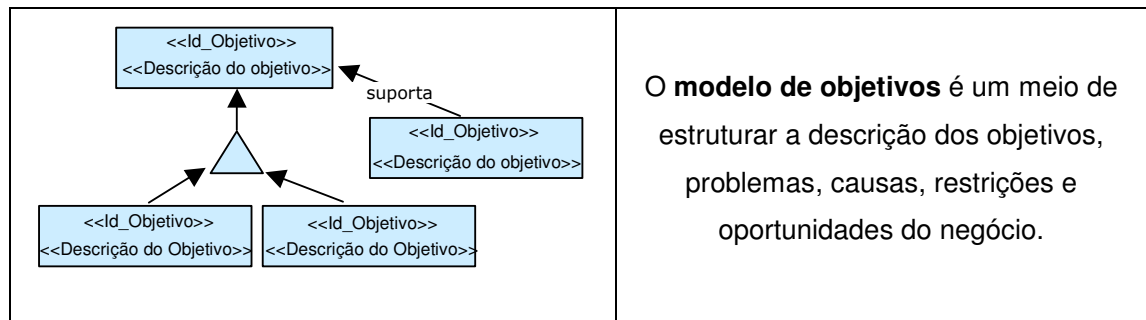 <<Id_Objetivo>>
<<Descrição do objetivo>>
suporta
<<Id_Objetivo>>
<<Descrição do objetivo>>
<<Id_Objetivo>>
<<Descrição do Objetivo>>
<<Id_Objetivo>>
<<Descrição do Objetivo>>
O modelo de objetivos é um meio de
estruturar a descrição dos objetivos,
problemas, causas, restrições e
oportunidades do negócio.